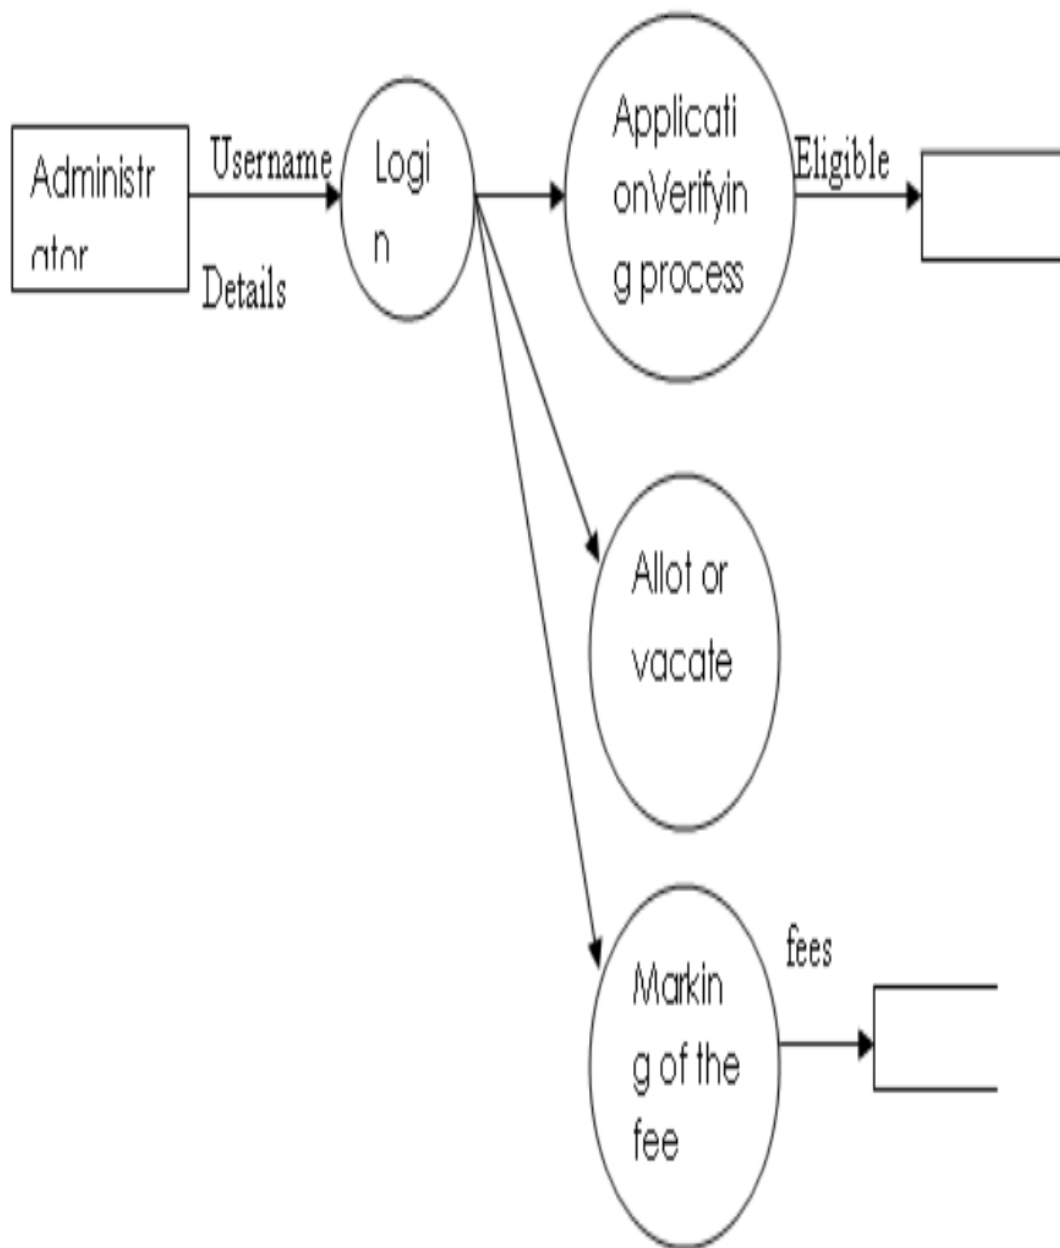 Administr
ator
Username
Details
Logi
n
Applicati
onVerifyin
g process
Eligible
Allot or
vacate
Markin
g of the
fee
fees